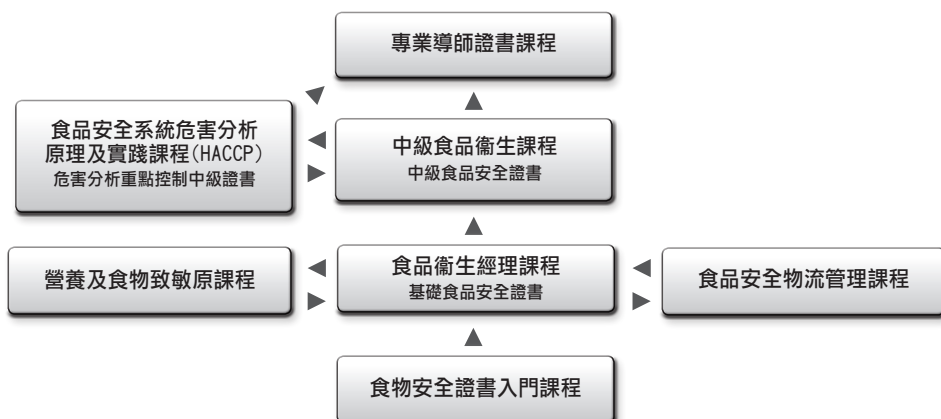 專業導師證書課程
食品安全系統危害分析
原理及實踐課程(HACCP)
危害分析重點控制中級證書
中級食品衞生課程
中級食品安全證書
營養及食物致敏原課程
食品衞生經理課程
基礎食品安全證書
食品安全物流管理課程
食物安全證書入門課程